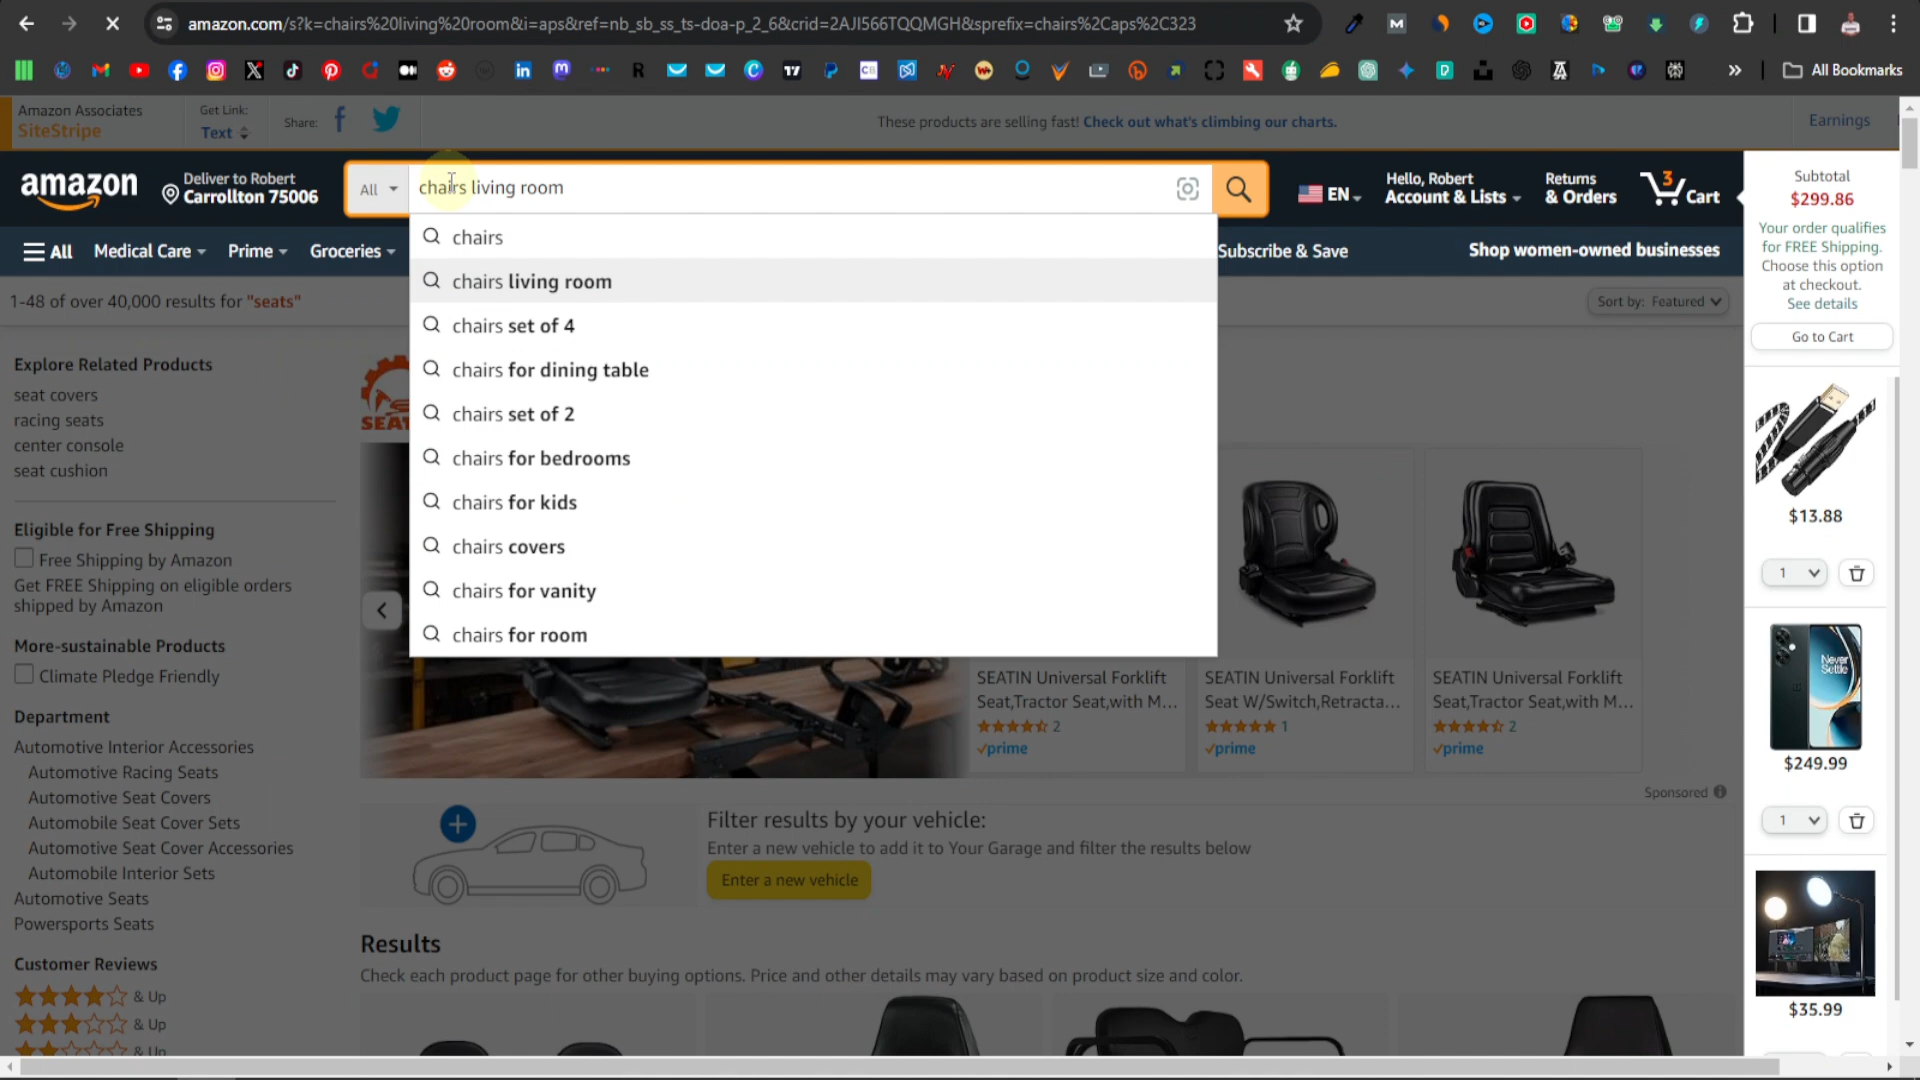 amazon.com/s?k=chairs%20living%20room&i=aps&ref=nb_sb_ss_ts-doa-p_2_6&crid=2AJI566TQQMGH&sprefix=chairs%2Caps%2C323
All Bookmarks
Amazon Associates
SiteStripe
Get Link:
Text
Share:
These products are selling fast! Check out what's climbing our charts.
Earnings
amazon
Deliver to Robert
Carrollton 75006
All
chairs living room
EN
Hello, Robert
Account & Lists
Returns
& Orders
3
Cart
All
Medical Care
Prime
Groceries
Subscribe & Save
Shop women-owned businesses
chairs
chairs living room
chairs set of 4
chairs for dining table
chairs set of 2
chairs for bedrooms
chairs for kids
chairs covers
chairs for vanity
chairs for room
1-48 of over 40,000 results for "seats"
Sort by: Featured
Explore Related Products
seat covers
racing seats
center console
seat cushion
Eligible for Free Shipping
Free Shipping by Amazon
Get FREE Shipping on eligible orders
shipped by Amazon
More-sustainable Products
Climate Pledge Friendly
Department
Automotive Interior Accessories
Automotive Racing Seats
Automotive Seat Covers
Automobile Seat Cover Sets
Automotive Seat Cover Accessories
Automobile Interior Sets
Automotive Seats
Powersports Seats
Customer Reviews
& Up
& Up
& Up
SEATIN Universal Forklift
Seat,Tractor Seat,with M...
2
prime
SEATIN Universal Forklift
Seat W/Switch,Retracta...
1
prime
SEATIN Universal Forklift
Seat,Tractor Seat,with M...
2
prime
Sponsored
Filter results by your vehicle:
Enter a new vehicle to add it to Your Garage and filter the results below
Enter a new vehicle
Results
Check each product page for other buying options. Price and other details may vary based on product size and color.
Subtotal
$299.86
Your order qualifies
for FREE Shipping.
Choose this option
at checkout.
See details
Go to Cart
$13.88
1
Never
Settle
$249.99
1
$35.99